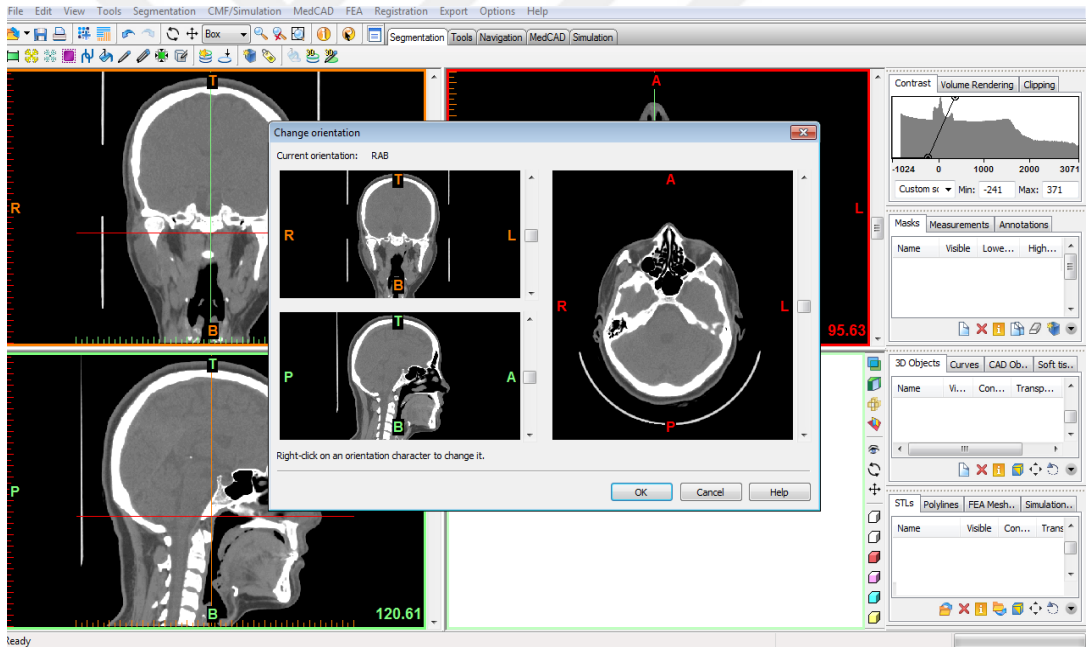 File Edit View Tools Segmentation CMF/Simulation MedCAD FEA Registration Export Options Help
Box
Segmentation Tools Navigation MedCAD Simulation
T
R
B
A
L
95.63
T
P
B
120.61
Change orientation
Current orientation: RAB
T
R
L
B
T
P
A
B
A
R
L
P
Right-click on an orientation character to change it.
OK Cancel Help
Contrast Volume Rendering Clipping
-1024 0 1000 2000 3071
Custom sc Min: -241 Max: 371
Masks Measurements Annotations
Name Visible Lowe... High...
3D Objects Curves CAD Ob.. Soft tis..
Name Vi... Con... Transp...
STLs Polylines FEA Mesh.. Simulation..
Name Visible Con... Trans
Ready